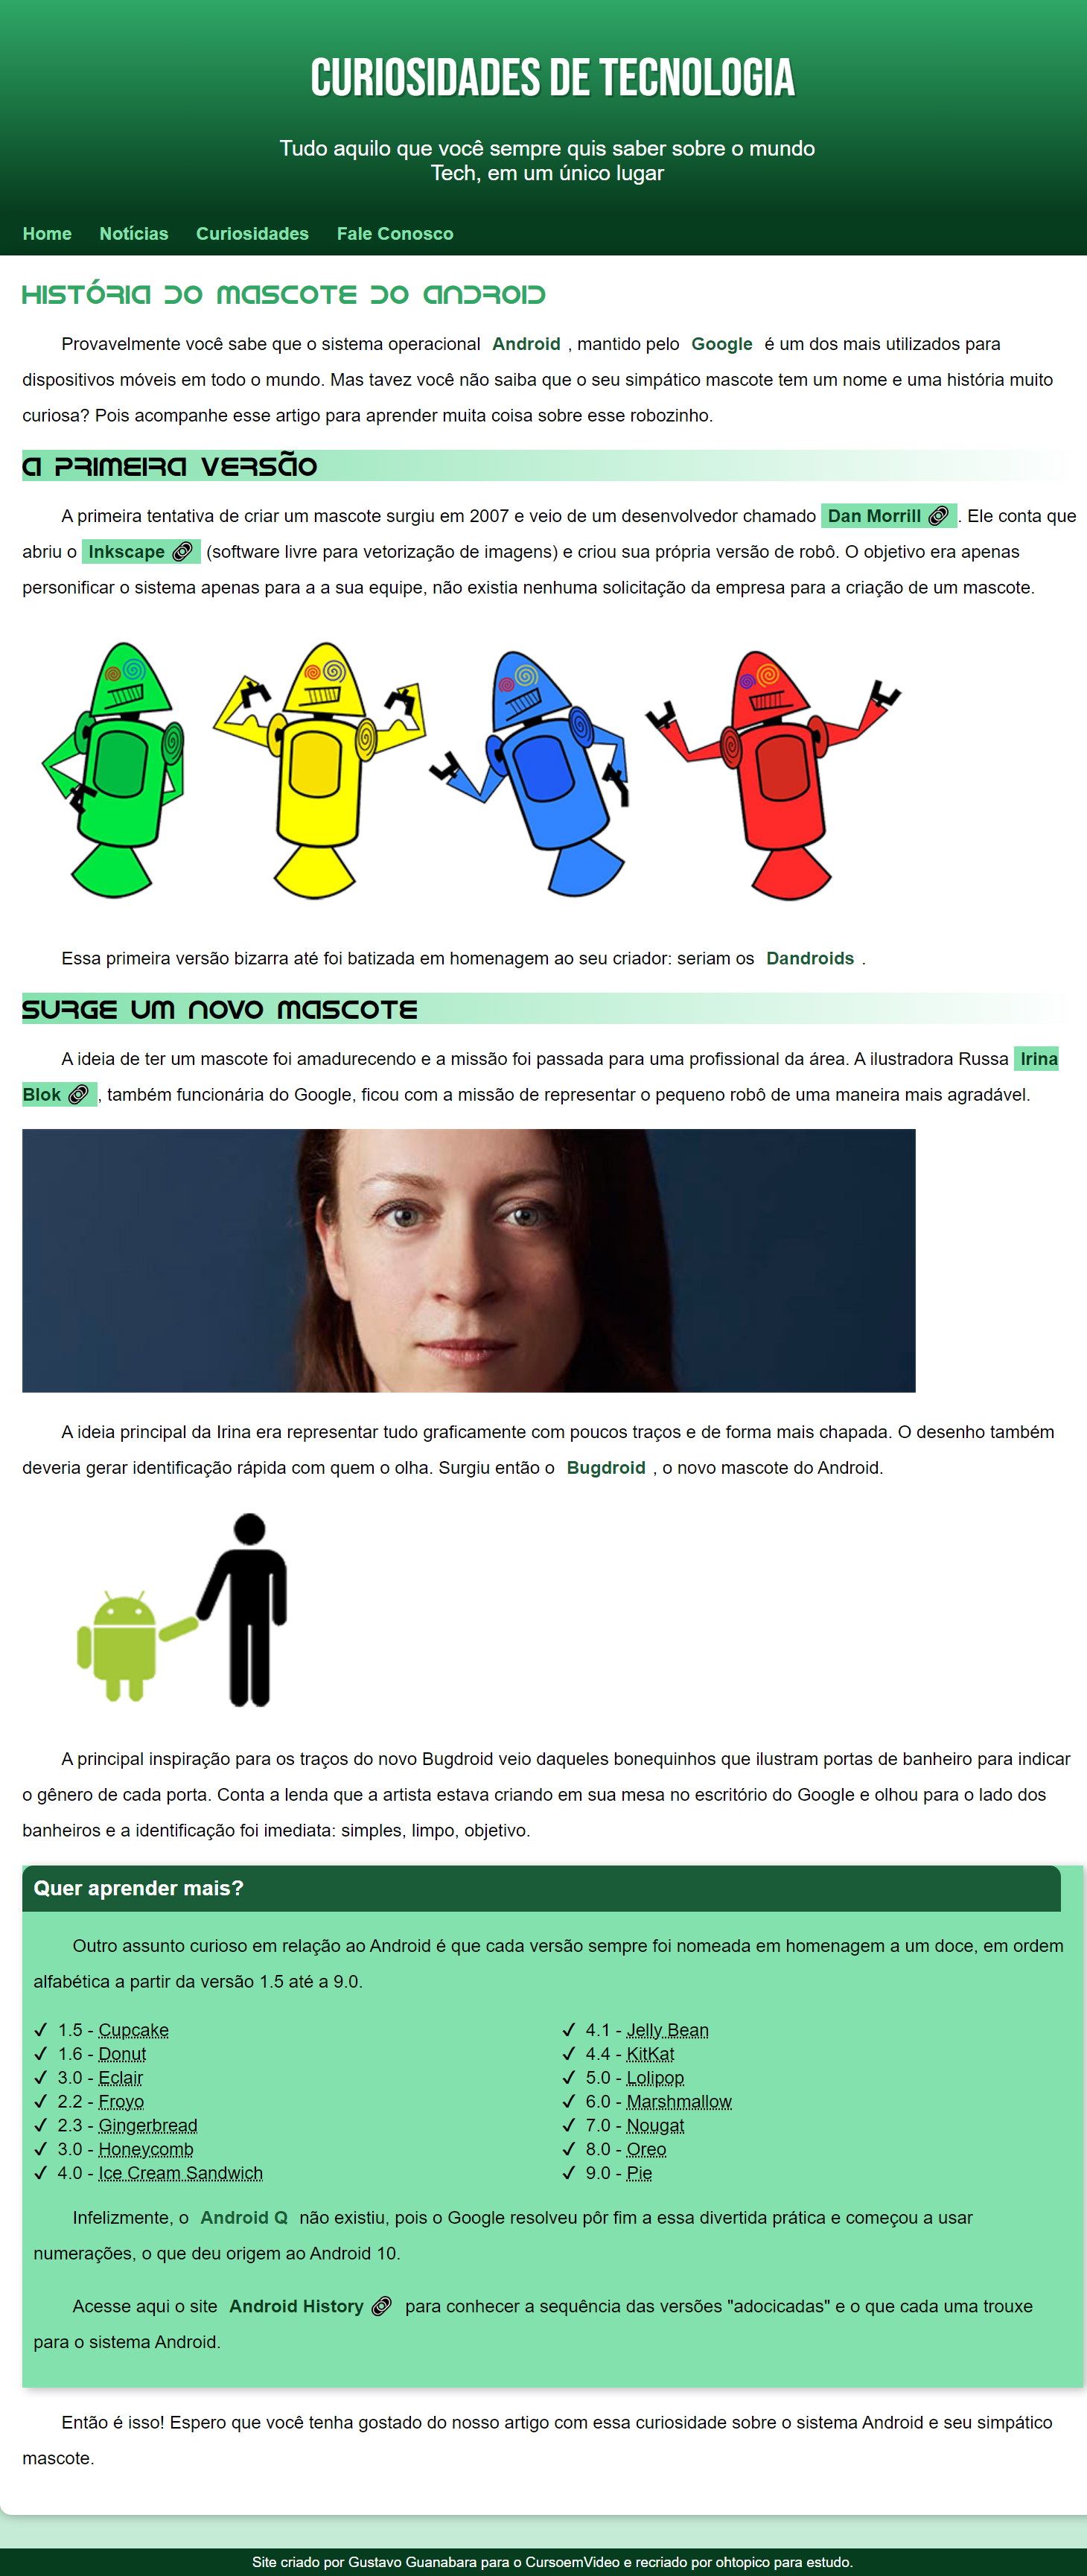 CURIOSIDADES DE TECNOLOGIA
Tudo aquilo que você sempre quis saber sobre o mundo
Tech, em um único lugar
Home Notícias Curiosidades Fale Conosco
HISTÓRIA DO MASCOTE DO ANDROID
Provavelmente você sabe que o sistema operacional Android , mantido pelo Google é um dos mais utilizados para
dispositivos móveis em todo o mundo. Mas tavez você não saiba que o seu simpático mascote tem um nome e uma história muito
curiosa? Pois acompanhe esse artigo para aprender muita coisa sobre esse robozinho.
A PRIMEIRA VERSÃO
A primeira tentativa de criar um mascote surgiu em 2007 e veio de um desenvolvedor chamado Dan Morrill 🔗. Ele conta que
abriu o Inkscape 🔗 (software livre para vetorização de imagens) e criou sua própria versão de robô. O objetivo era apenas
personificar o sistema apenas para a a sua equipe, não existia nenhuma solicitação da empresa para a criação de um mascote.
Essa primeira versão bizarra até foi batizada em homenagem ao seu criador: seriam os Dandroids .
SURGE UM NOVO MASCOTE
A ideia de ter um mascote foi amadurecendo e a missão foi passada para uma profissional da área. A ilustradora Russa Irina
Blok 🔗, também funcionária do Google, ficou com a missão de representar o pequeno robô de uma maneira mais agradável.
A ideia principal da Irina era representar tudo graficamente com poucos traços e de forma mais chapada. O desenho também
deveria gerar identificação rápida com quem o olha. Surgiu então o Bugdroid , o novo mascote do Android.
A principal inspiração para os traços do novo Bugdroid veio daqueles bonequinhos que ilustram portas de banheiro para indicar
o gênero de cada porta. Conta a lenda que a artista estava criando em sua mesa no escritório do Google e olhou para o lado dos
banheiros e a identificação foi imediata: simples, limpo, objetivo.
Quer aprender mais?
Outro assunto curioso em relação ao Android é que cada versão sempre foi nomeada em homenagem a um doce, em ordem
alfabética a partir da versão 1.5 até a 9.0.
✓ 1.5 - Cupcake
✓ 1.6 - Donut
✓ 3.0 - Eclair
✓ 2.2 - Froyo
✓ 2.3 - Gingerbread
✓ 3.0 - Honeycomb
✓ 4.0 - Ice Cream Sandwich
✓ 4.1 - Jelly Bean
✓ 4.4 - KitKat
✓ 5.0 - Lolipop
✓ 6.0 - Marshmallow
✓ 7.0 - Nougat
✓ 8.0 - Oreo
✓ 9.0 - Pie
Infelizmente, o Android Q não existiu, pois o Google resolveu pôr fim a essa divertida prática e começou a usar
numerações, o que deu origem ao Android 10.
Acesse aqui o site Android History 🔗 para conhecer a sequência das versões "adocicadas" e o que cada uma trouxe
para o sistema Android.
Então é isso! Espero que você tenha gostado do nosso artigo com essa curiosidade sobre o sistema Android e seu simpático
mascote.
Site criado por Gustavo Guanabara para o CursoemVideo e recriado por ohtopico para estudo.